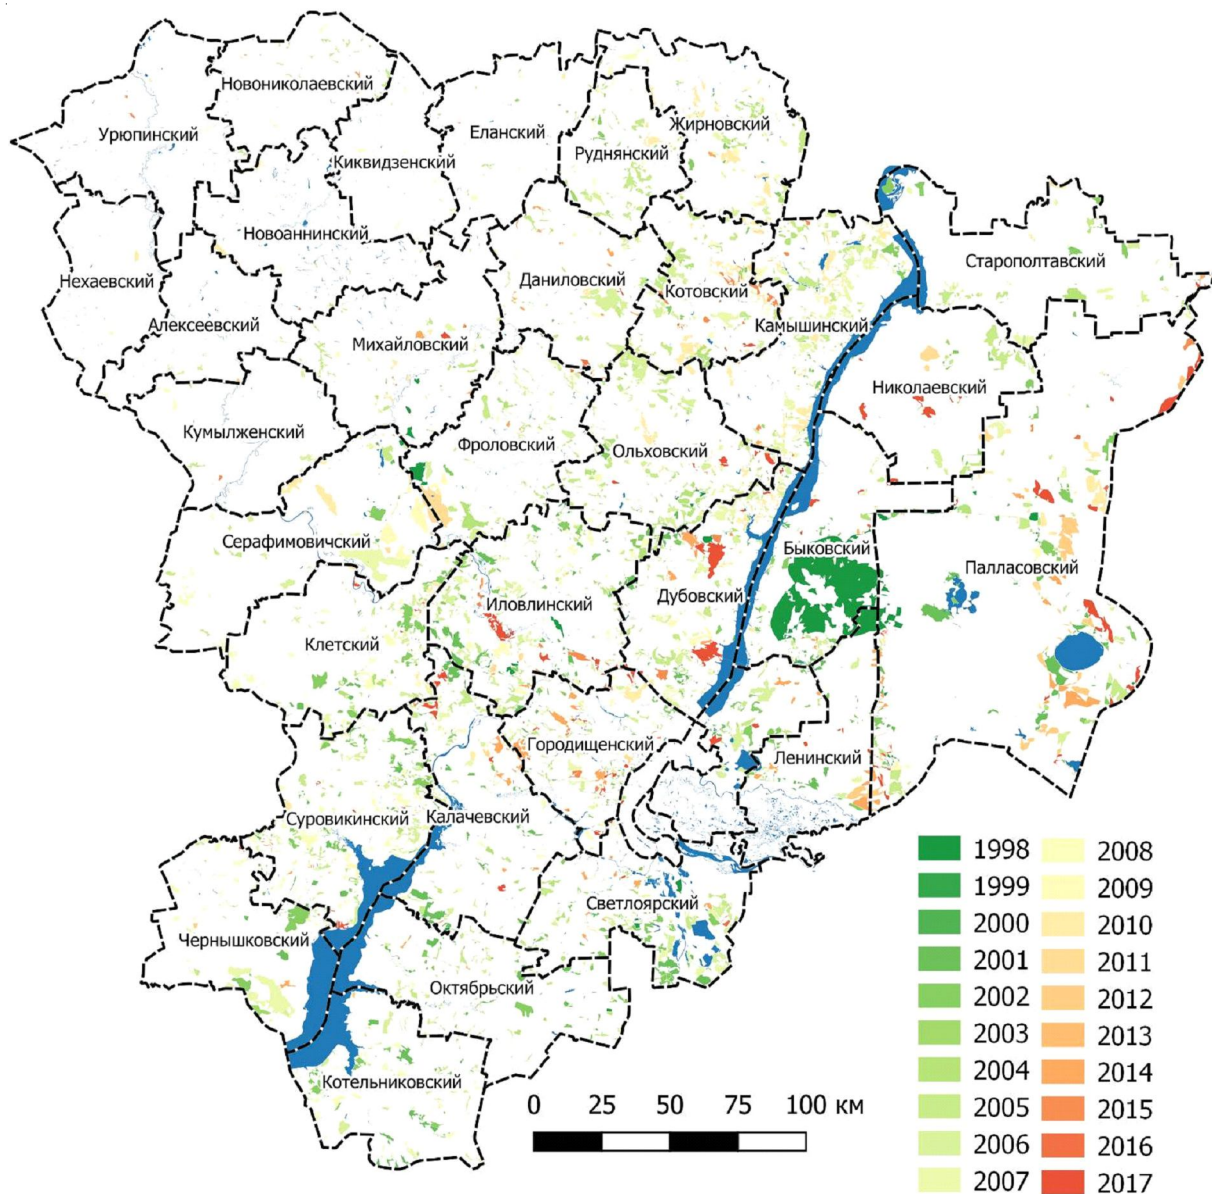 Новониколаевский
Урюпинский
Еланский
Жирновский
Руднянский
Киквидзенский
Новоаннинский
Нехаевский
Даниловский
Старополтавский
Котовский
Алексеевский
Камышинский
Михайловский
Николаевский
Кумылженский
Фроловский
Ольховский
Серафимовичский
Быковский
Палласовский
Иловлинский
Дубовский
Клетский
Городищенский
Ленинский
Суровикинский
Калачевский
Светлоярский
Чернышковский
Октябрьский
Котельниковский
0 25 50 75 100 км
1998 2008
1999 2009
2000 2010
2001 2011
2002 2012
2003 2013
2004 2014
2005 2015
2006 2016
2007 2017